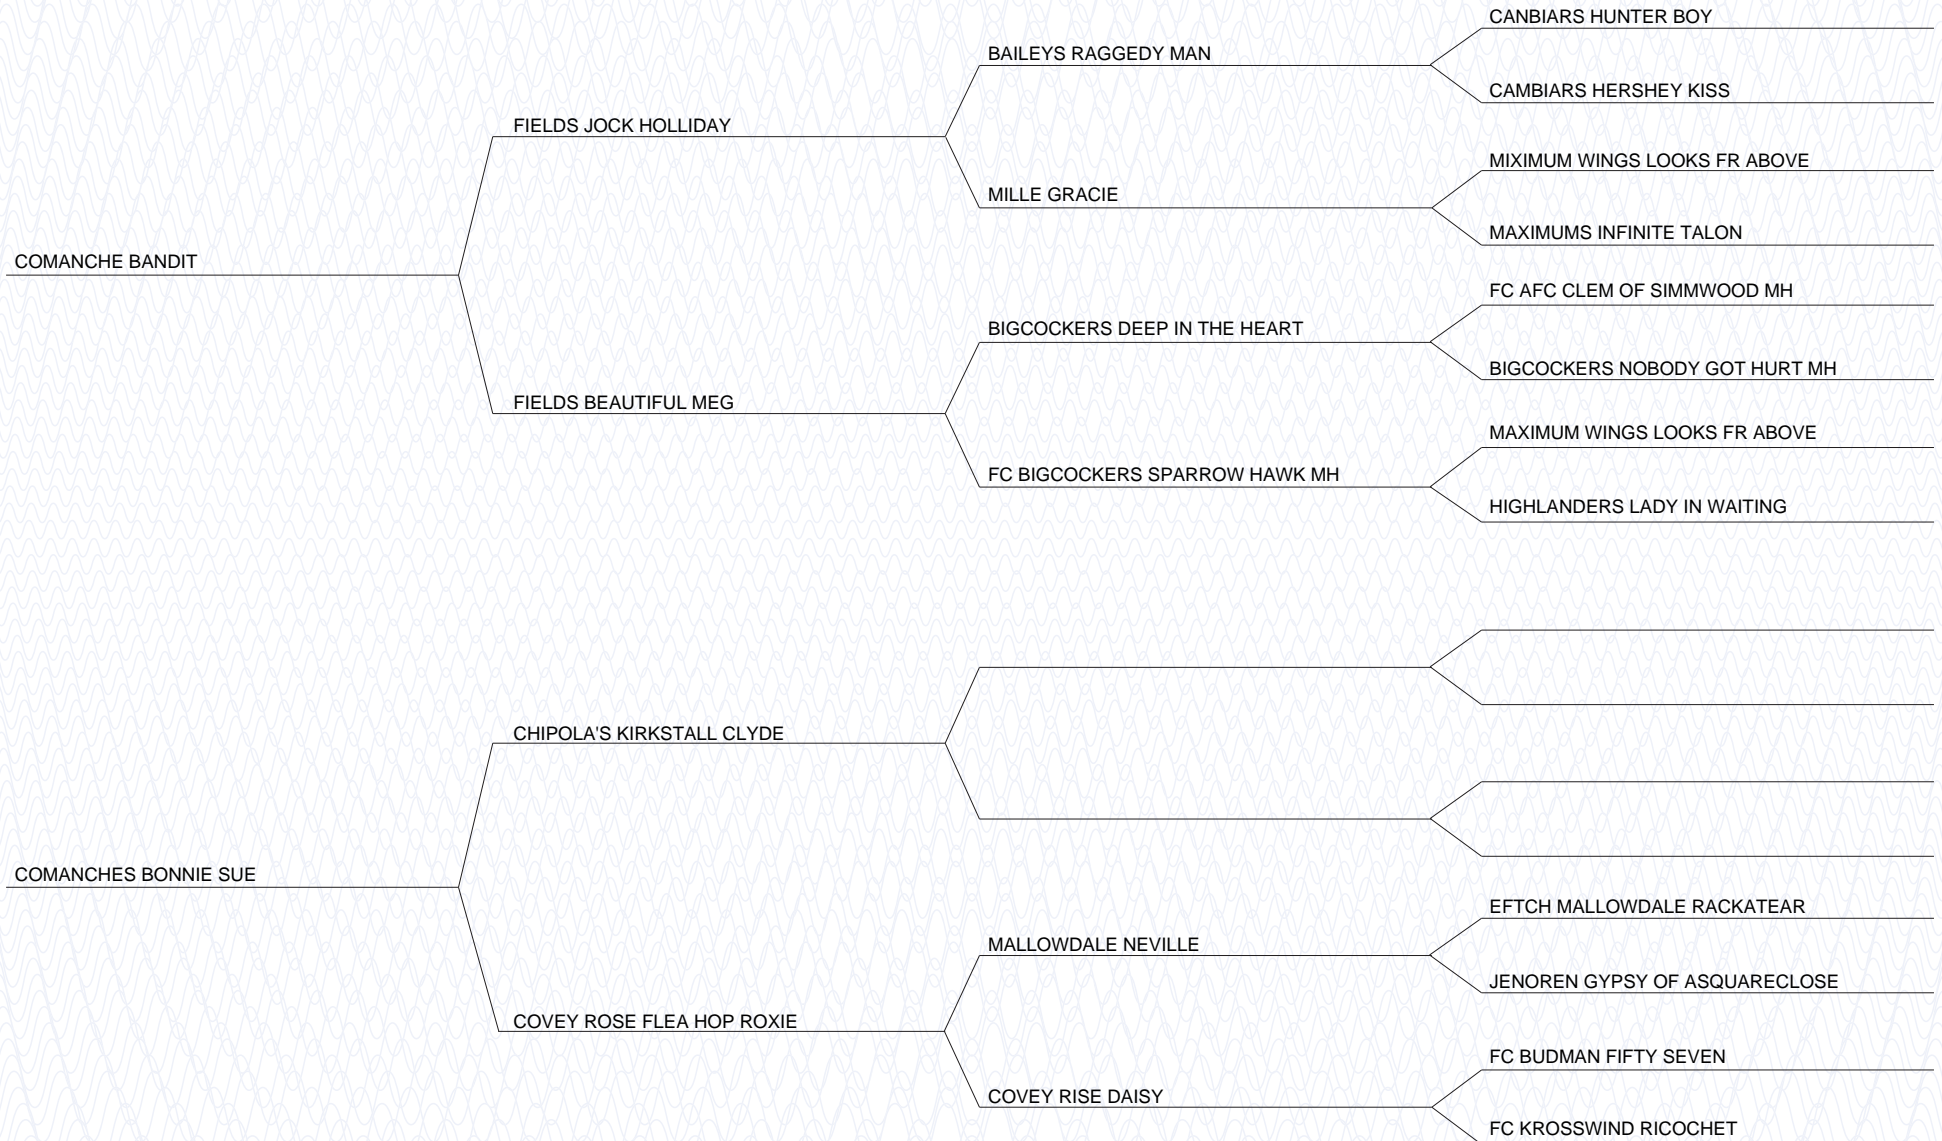 CANBIARS HUNTER BOY
BAILEYS RAGGEDY MAN
CAMBIARS HERSHEY KISS
FIELDS JOCK HOLLIDAY
MIXIMUM WINGS LOOKS FR ABOVE
MILLE GRACIE
MAXIMUMS INFINITE TALON
COMANCHE BANDIT
FC AFC CLEM OF SIMMWOOD MH
BIGCOCKERS DEEP IN THE HEART
BIGCOCKERS NOBODY GOT HURT MH
FIELDS BEAUTIFUL MEG
MAXIMUM WINGS LOOKS FR ABOVE
FC BIGCOCKERS SPARROW HAWK MH
HIGHLANDERS LADY IN WAITING
CHIPOLA'S KIRKSTALL CLYDE
COMANCHES BONNIE SUE
EFTCH MALLOWDALE RACKATEAR
MALLOWDALE NEVILLE
JENOREN GYPSY OF ASQUARECLOSE
COVEY ROSE FLEA HOP ROXIE
FC BUDMAN FIFTY SEVEN
COVEY RISE DAISY
FC KROSSWIND RICOCHET